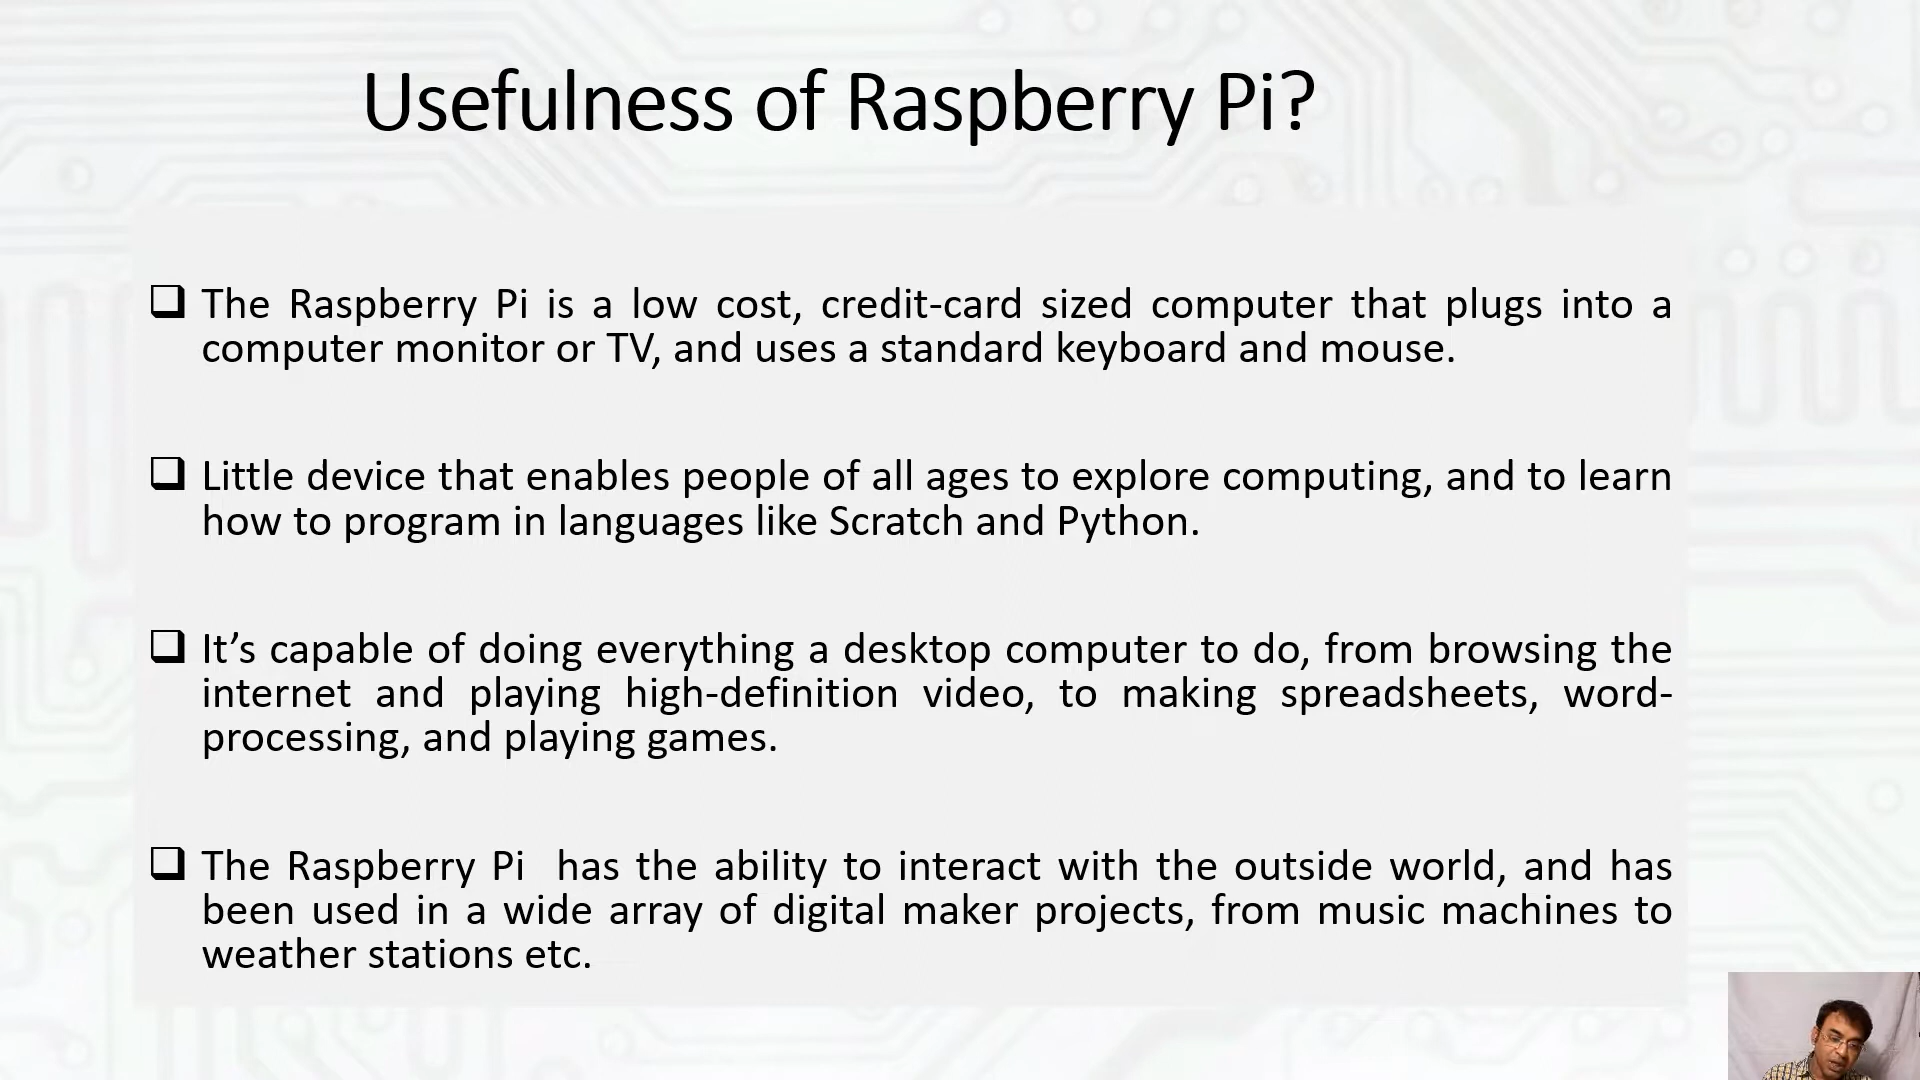 Usefulness of Raspberry Pi?
The Raspberry Pi is a low cost, credit-card sized computer that plugs into a
computer monitor or TV, and uses a standard keyboard and mouse.
Little device that enables people of all ages to explore computing, and to learn
how to program in languages like Scratch and Python.
It’s capable of doing everything a desktop computer to do, from browsing the
internet and playing high-definition video, to making spreadsheets, word-
processing, and playing games.
The Raspberry Pi  has the ability to interact with the outside world, and has
been used in a wide array of digital maker projects, from music machines to
weather stations etc.